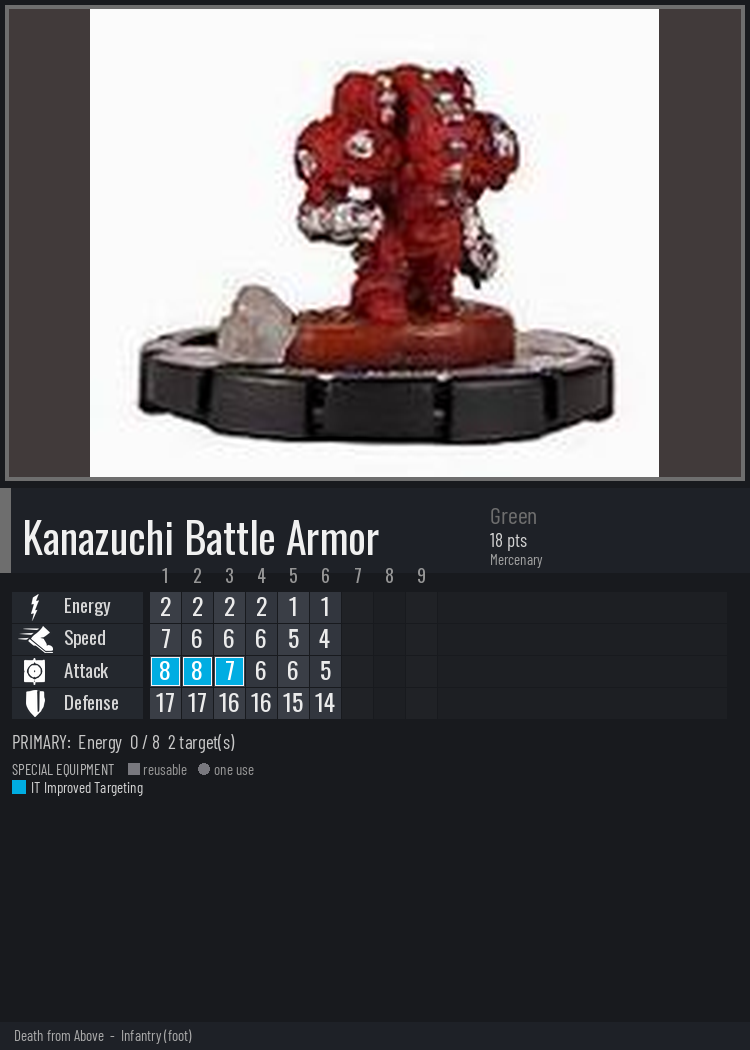 Kanazuchi Battle Armor
Green
18 pts
Mercenary
1 2 3 4 5 6 7 8 9
Energy 2 2 2 2 1 1
Speed 7 6 6 6 5 4
Attack 8 8 7 6 6 5
Defense 17 17 16 16 15 14
PRIMARY: Energy 0 / 8 2 target(s)
SPECIAL EQUIPMENT reusable one use
IT Improved Targeting
Death from Above - Infantry (foot)